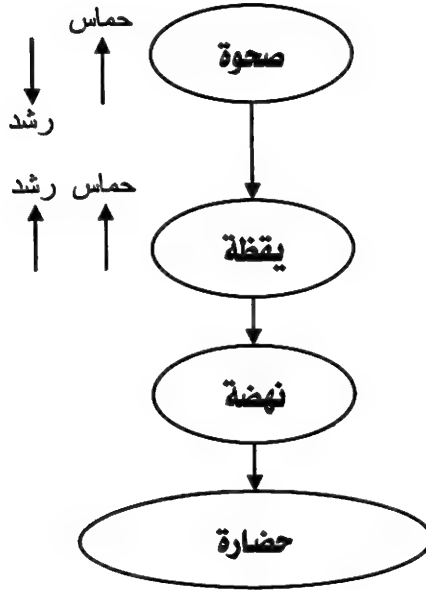 حماس
صحوة
رشد
حماس رشد
يقظة
نهضة
حضارة